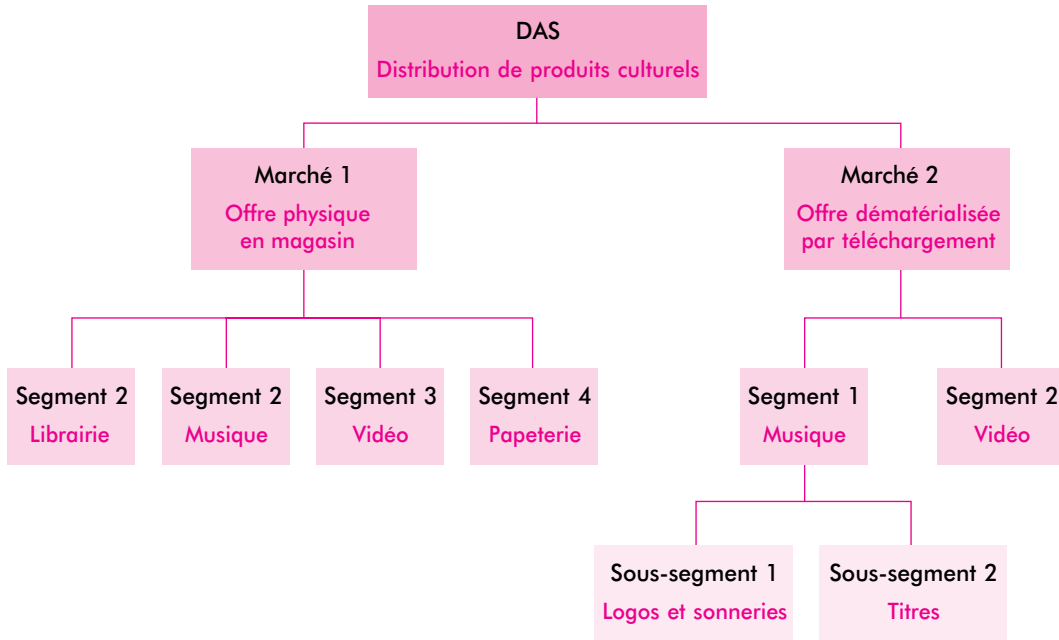 DAS
Distribution de produits culturels
Marché 1
Offre physique
en magasin
Marché 2
Offre dématérialisée
par téléchargement
Segment 2
Librairie
Segment 2
Musique
Segment 3
Vidéo
Segment 4
Papeterie
Segment 1
Musique
Segment 2
Vidéo
Sous-segment 1
Logos et sonneries
Sous-segment 2
Titres